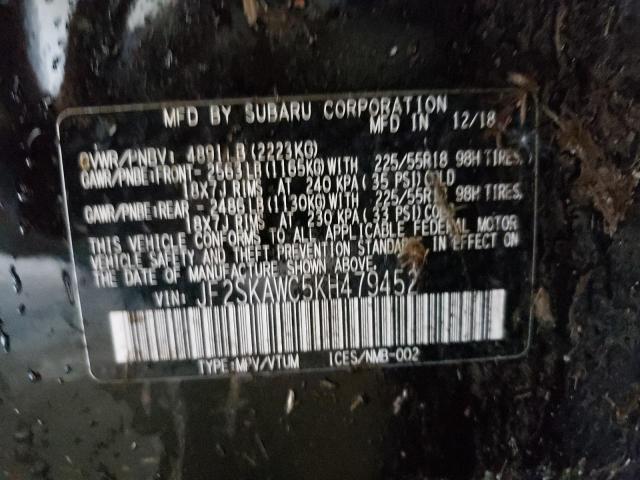 MFD BY SUBARU CORPORATION
MFD IN 12/18
GVWR/PNBV: 4891LB (2223KG)
GAWR/PNBE:FRONT- 2563LB(1165KG)WITH 225/55R18 98H TIRES,
18X7J RIMS AT 240 KPA(35 PSI)COLD
GAWR/PNBE:REAR - 2486LB(1130KG)WITH 225/55R18 98H TIRES,
18X7J RIMS AT 230 KPA(33 PSI)COLD
THIS VEHICLE CONFORMS TO ALL APPLICABLE FEDERAL MOTOR
VEHICLE SAFETY AND THEFT PREVENTION STANDARDS IN EFFECT ON
THE DATE OF MANUFACTURE SHOWN ABOVE.
VIN: JF2SKAWC5KH479452
TYPE:MPV/VTUM ICES/NMB-002